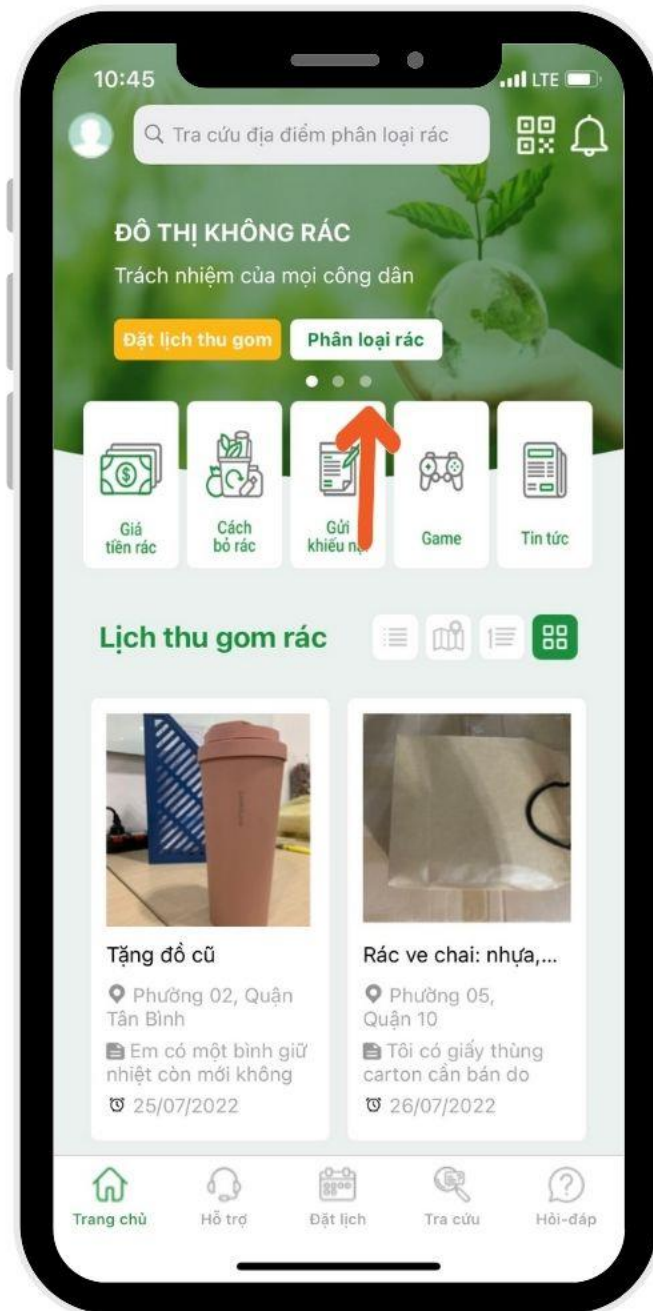 10:45
LTE
Tra cứu địa điểm phân loại rác
ĐÔ THỊ KHÔNG RÁC
Trách nhiệm của mọi công dân
Đặt lịch thu gom
Phân loại rác
Giá
tiền rác
Cách
bỏ rác
Gửi
khiếu
Game
Tin tức
Lịch thu gom rác
Tặng đồ cũ
Phường 02, Quận
Tân Bình
Em có một bình giữ
nhiệt còn mới không
25/07/2022
Rác ve chai: nhựa,...
Phường 05,
Quận 10
Tôi có giấy thùng
carton cần bán do
26/07/2022
Trang chủ
Hỗ trợ
Đặt lịch
Tra cứu
Hỏi-đáp